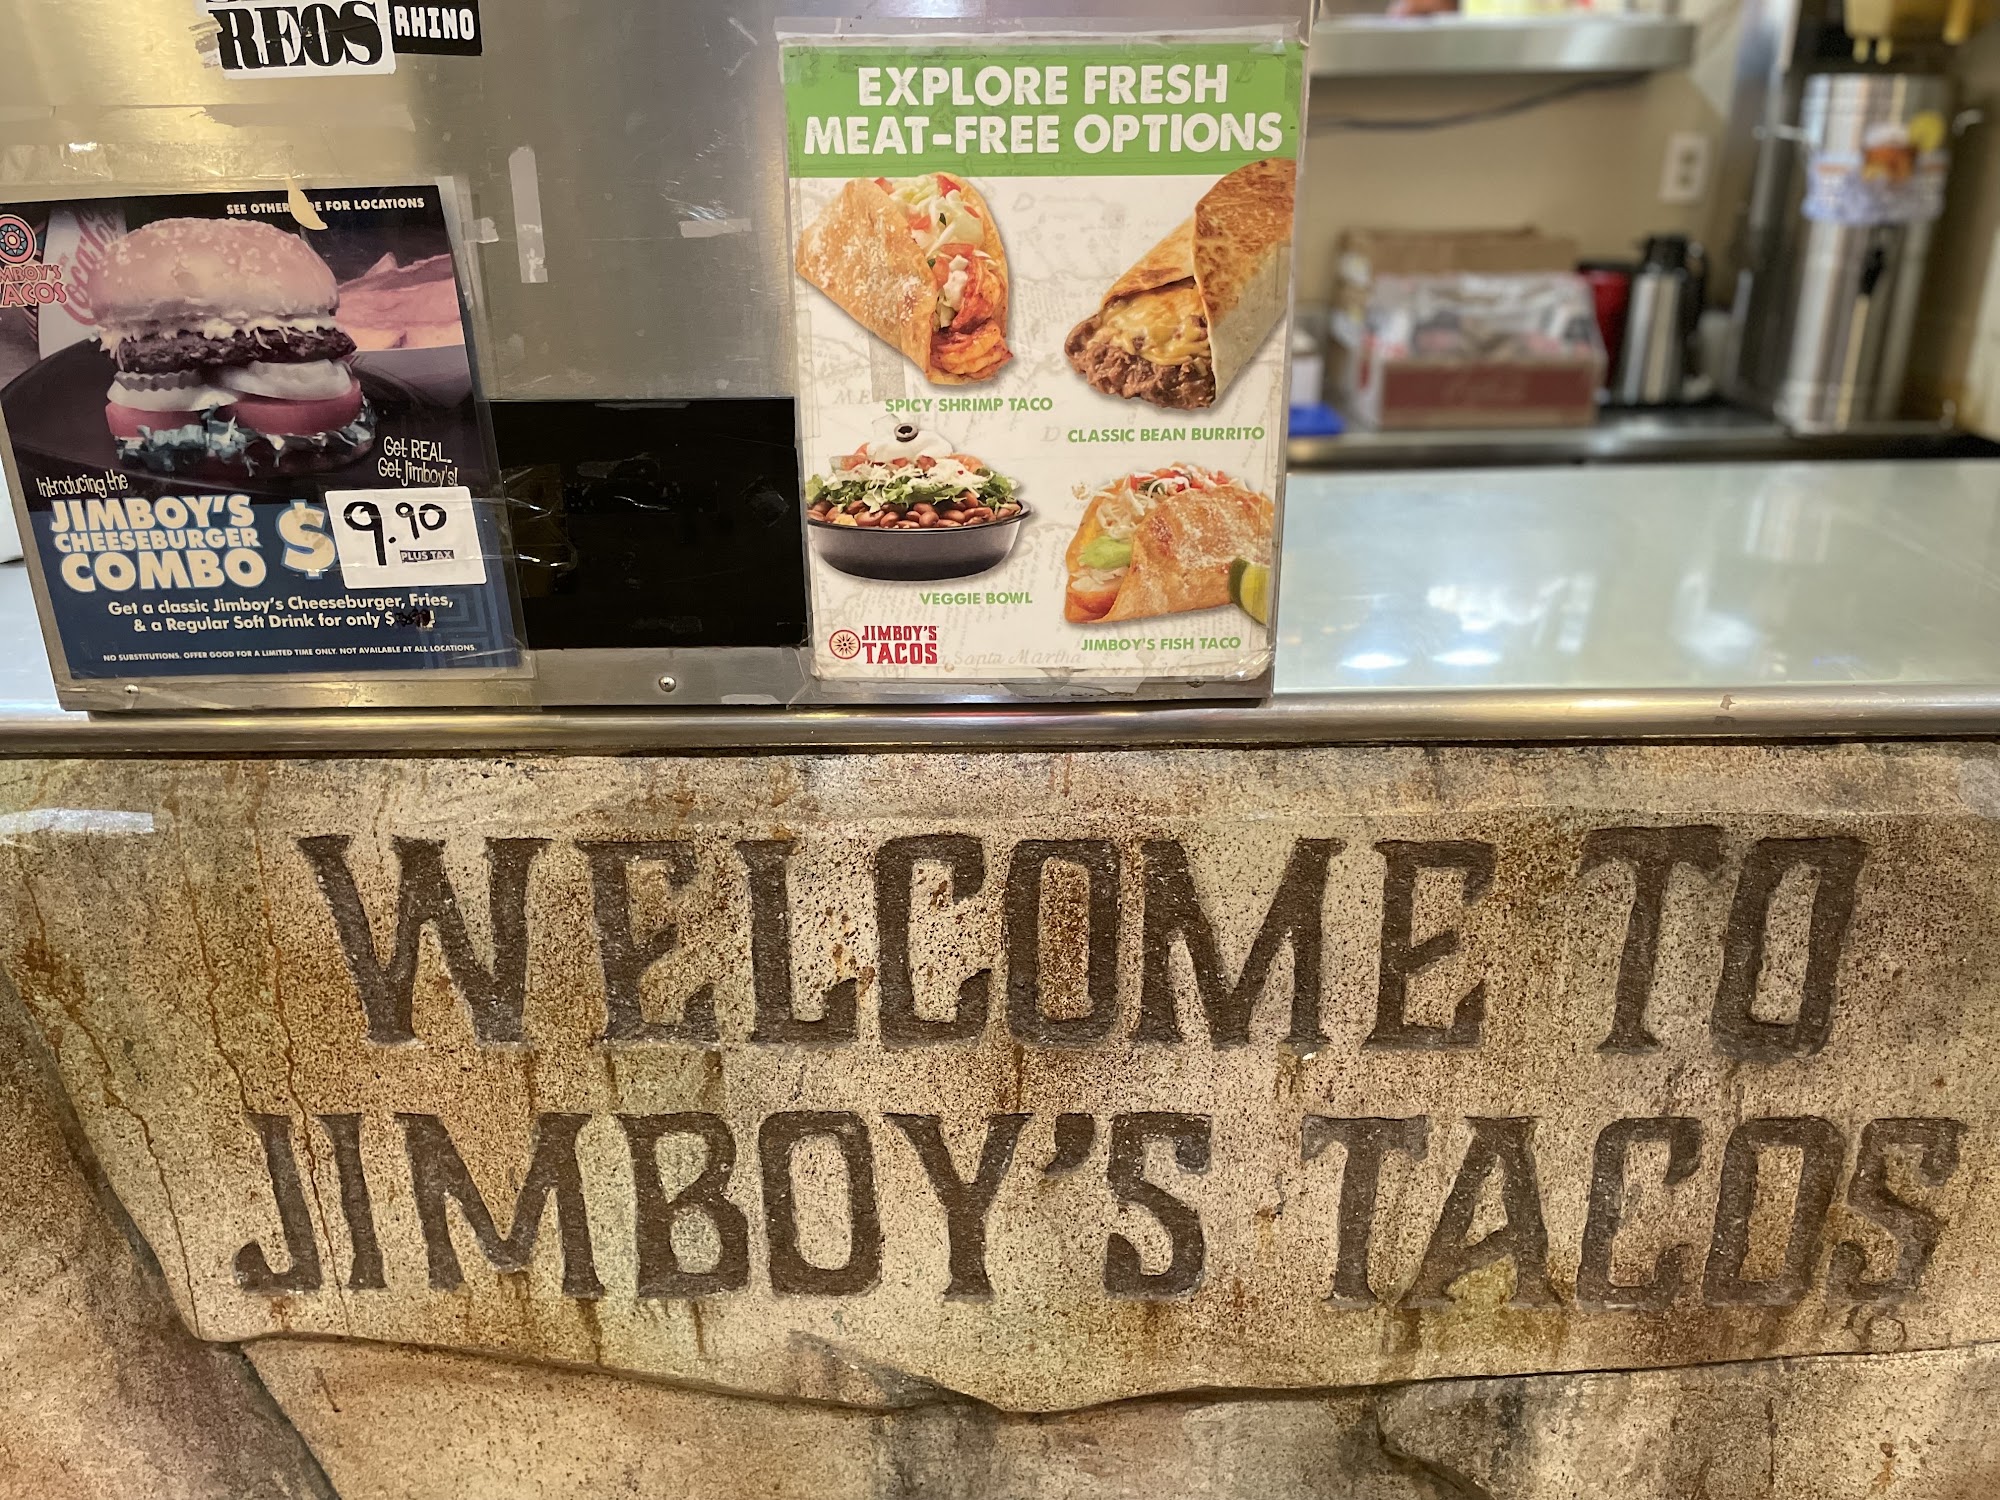 REOS
RHINO
SEE OTHER FOR LOCATIONS
JIMBOY'S
TACOS
Get REAL.
Get Jimboy's!
Introducing the
JIMBOY'S
CHEESEBURGER
COMBO
$9.90
PLUS TAX
Get a classic Jimboy's Cheeseburger, Fries,
& a Regular Soft Drink for only $
NO SUBSTITUTIONS. OFFER GOOD FOR A LIMITED TIME ONLY. NOT AVAILABLE AT ALL LOCATIONS.
EXPLORE FRESH
MEAT-FREE OPTIONS
SPICY SHRIMP TACO
CLASSIC BEAN BURRITO
VEGGIE BOWL
JIMBOY'S FISH TACO
JIMBOY'S
TACOS
Santa Martha
WELCOME TO
JIMBOY'S TACOS